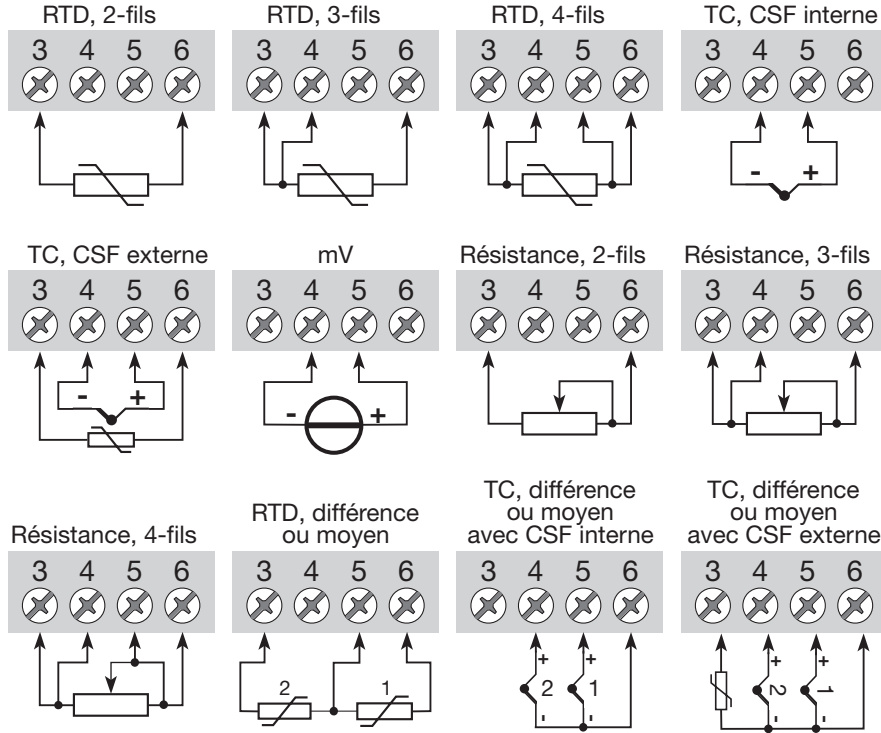 RTD, 2-fils
3 4 5 6
RTD, 3-fils
3 4 5 6
RTD, 4-fils
3 4 5 6
TC, CSF interne
3 4 5 6
- +
TC, CSF externe
3 4 5 6
- +
mV
3 4 5 6
- +
Résistance, 2-fils
3 4 5 6
Résistance, 3-fils
3 4 5 6
Résistance, 4-fils
3 4 5 6
RTD, différence
ou moyen
3 4 5 6
2 1
TC, différence
ou moyen
avec CSF interne
3 4 5 6
+ +
2 1
- -
TC, différence
ou moyen
avec CSF externe
3 4 5 6
+ +
2 1
- -